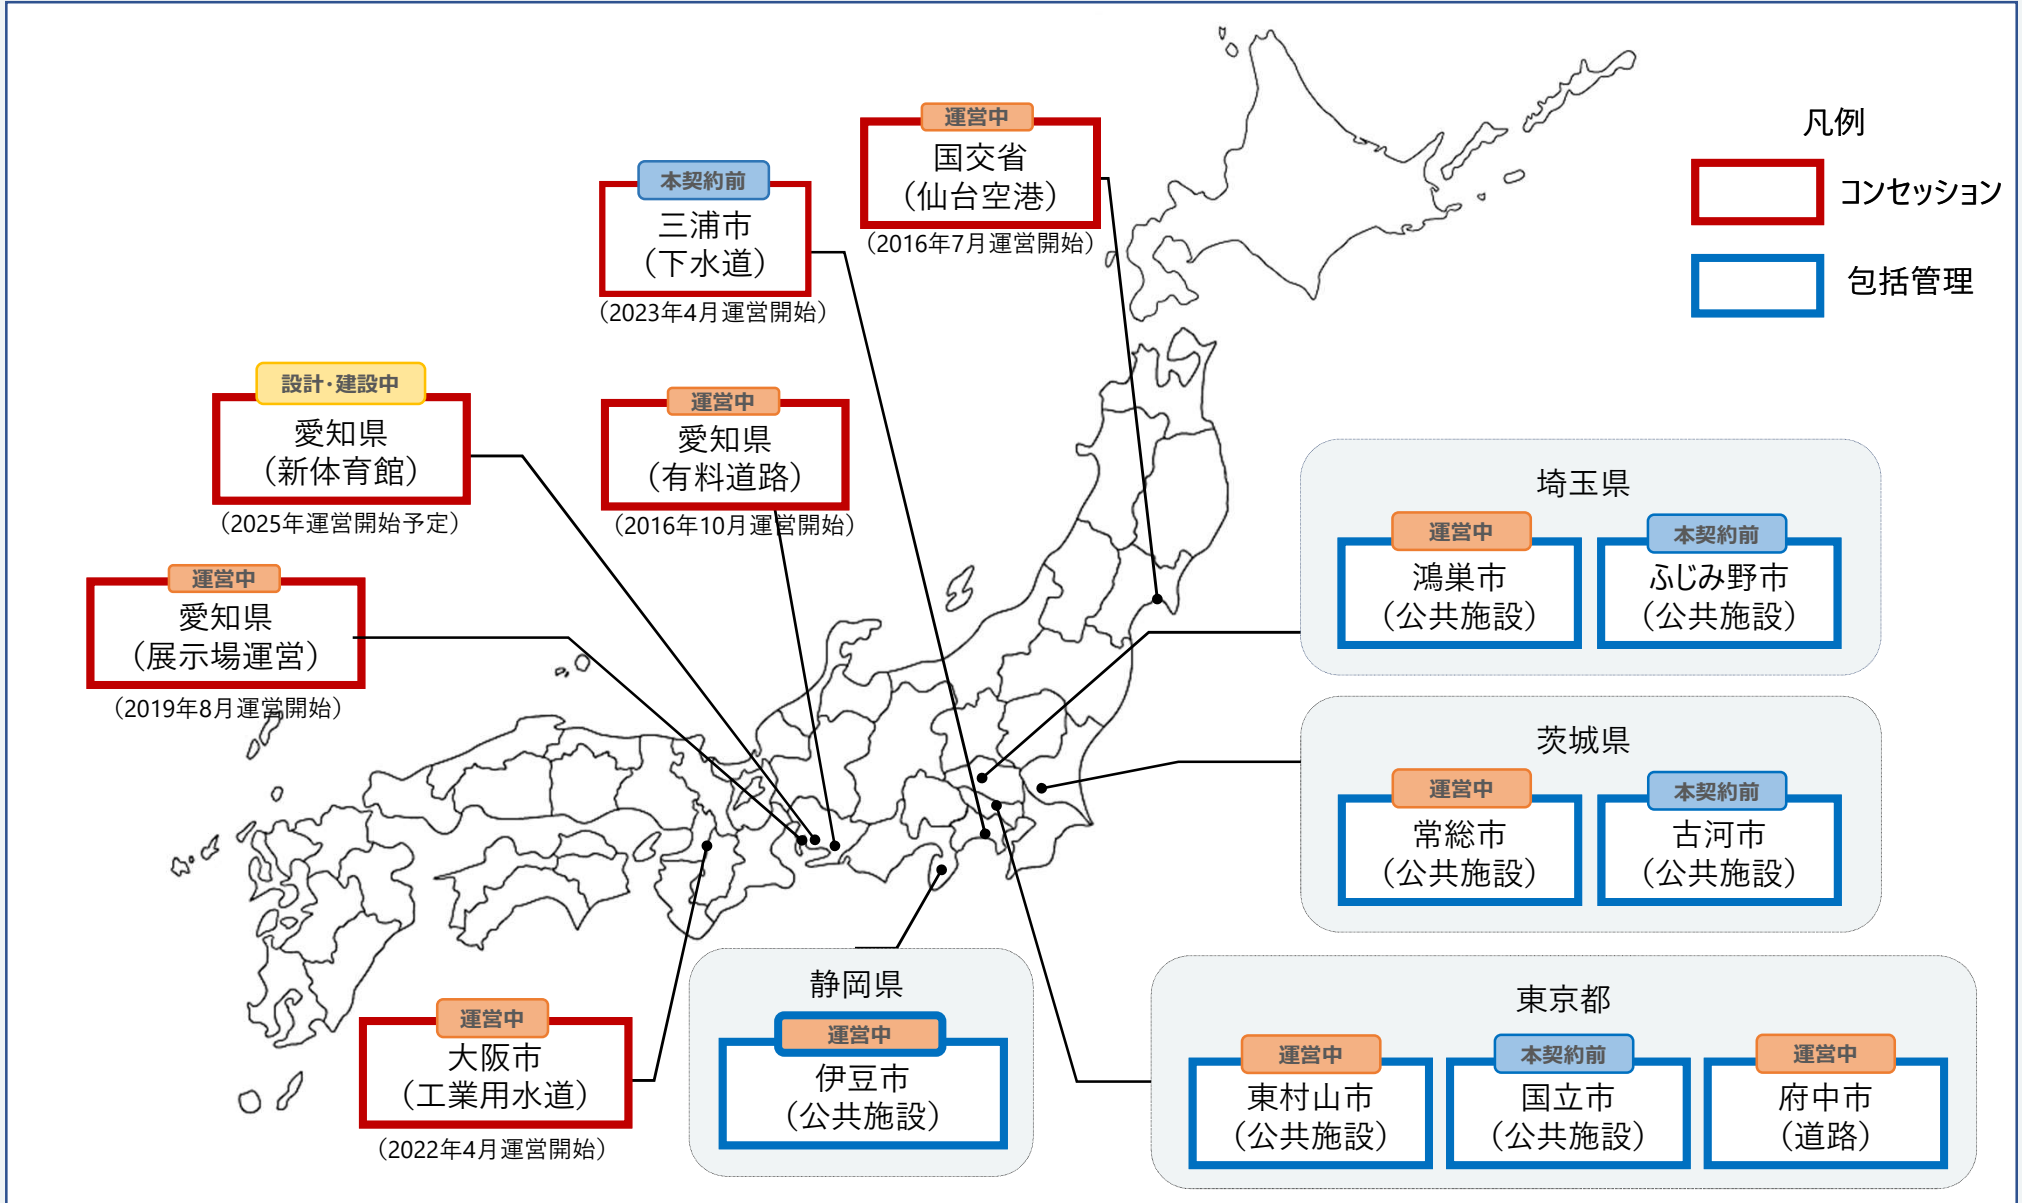 凡例
コンセッション
包括管理
運営中
国交省
（仙台空港）
（2016年7月運営開始）
本契約前
三浦市
（下水道）
（2023年4月運営開始）
設計・建設中
愛知県
（新体育館）
（2025年運営開始予定）
運営中
愛知県
（有料道路）
（2016年10月運営開始）
運営中
愛知県
（展示場運営）
（2019年8月運営開始）
埼玉県
運営中
鴻巣市
（公共施設）
本契約前
ふじみ野市
（公共施設）
茨城県
運営中
常総市
（公共施設）
本契約前
古河市
（公共施設）
運営中
大阪市
（工業用水道）
（2022年4月運営開始）
静岡県
運営中
伊豆市
（公共施設）
東京都
運営中
東村山市
（公共施設）
本契約前
国立市
（公共施設）
運営中
府中市
（道路）